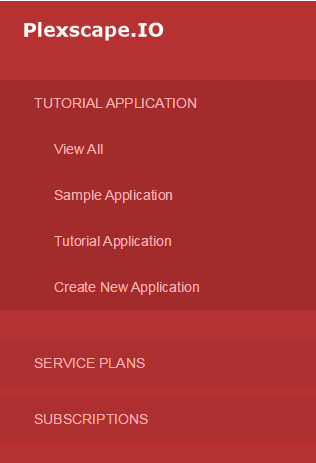 Plexscape.IO
TUTORIAL APPLICATION
View All
Sample Application
Tutorial Application
Create New Application
SERVICE PLANS
SUBSCRIPTIONS